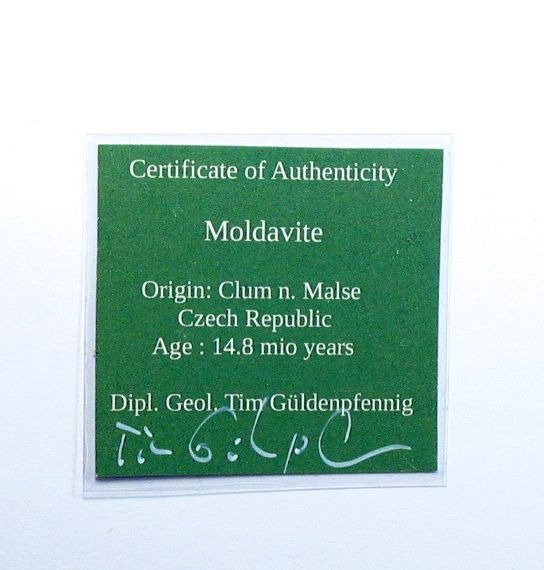 Certificate of Authenticity
Moldavite
Origin: Clum n. Malse
Czech Republic
Age : 14.8 mio years
Dipl. Geol. Tim Güldenpfennig